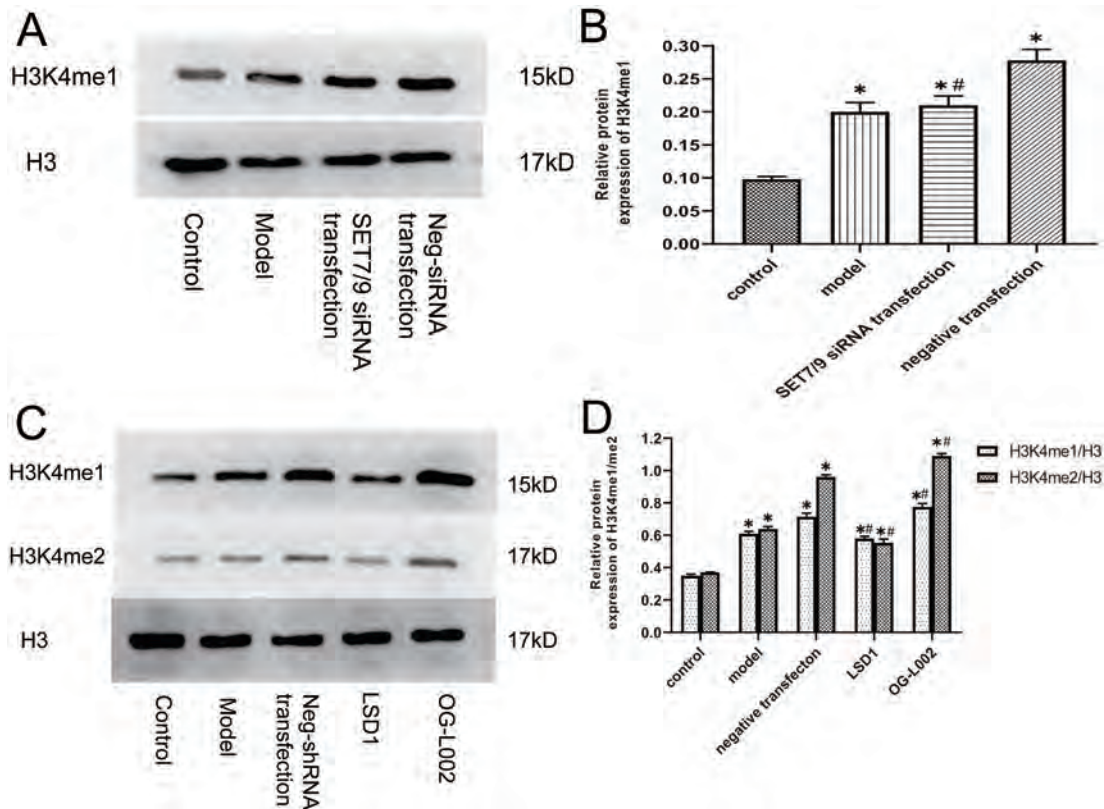 A
H3K4me1
15kD
H3
17kD
Control
Model
SET7/9 siRNA
transfection
Neg-siRNA
transfection
B
Relative protein
expression of H3K4me1
0.30
0.25
0.20
0.15
0.10
0.05
0.00
*
* #
*
control
model
SET7/9 siRNA transfection
negative transfection
C
H3K4me1
15kD
H3K4me2
17kD
H3
17kD
Control
Model
Neg-shRNA
transfection
LSD1
OG-L002
D
Relative protein
expression of H3K4me1/me2
1.2
1.0
0.8
0.6
0.4
0.2
0.0
* *
* *
*# *#
*# *#
H3K4me1/H3
H3K4me2/H3
control
model
negative transfecton
LSD1
OG-L002